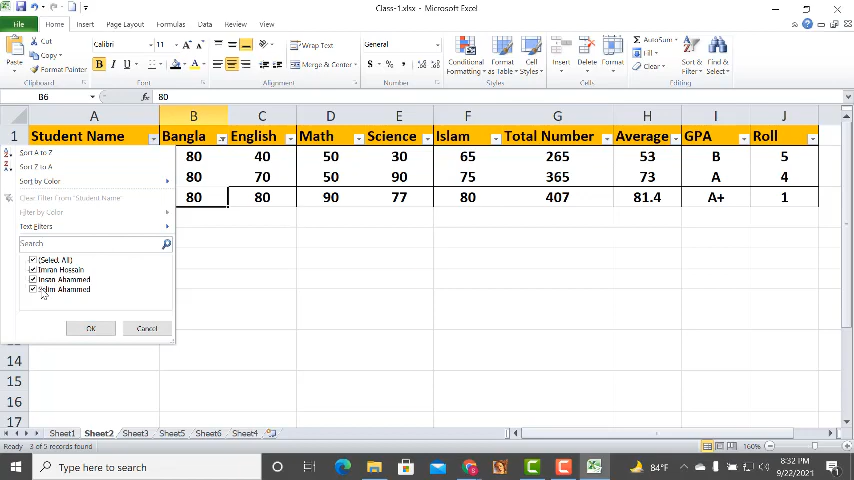 Class-1.xlsx - Microsoft Excel
File Home Insert Page Layout Formulas Data Review View
Cut
Copy
Format Painter
Paste
Clipboard
Calibri 11
B I U
Font
Wrap Text
Merge & Center
Alignment
General
Number
Conditional Formatting
Format as Table
Cell Styles
Styles
Insert Delete Format
Cells
AutoSum
Fill
Clear
Sort & Filter
Find & Select
Editing
B6 fx 80
A B C D E F G H I J
1 Student Name Bangla English Math Science Islam Total Number Average GPA Roll
80 40 50 30 65 265 53 B 5
80 70 50 90 75 365 73 A 4
80 80 90 77 80 407 81.4 A+ 1
Sort A to Z
Sort Z to A
Sort by Color
Clear Filter From "Student Name"
Filter by Color
Text Filters
Search
(Select All)
Imran Hossain
Insan Ahammed
Ahammed
OK Cancel
14
15
16
17
Sheet1 Sheet2 Sheet3 Sheet5 Sheet6 Sheet4
Ready 3 of 5 records found 160%
Type here to search
84°F
8:32 PM
9/22/2021
1